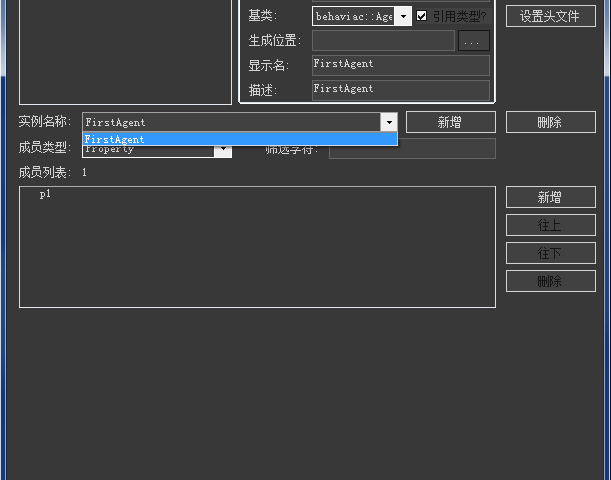 基类: behaviac::Age 引用类型? 设置头文件
生成位置: ...
显示名: FirstAgent
描述: FirstAgent
实例名称: FirstAgent 新增 删除
FirstAgent
成员类型: Property 筛选字符:
成员列表: 1
p1
新增
往上
往下
删除